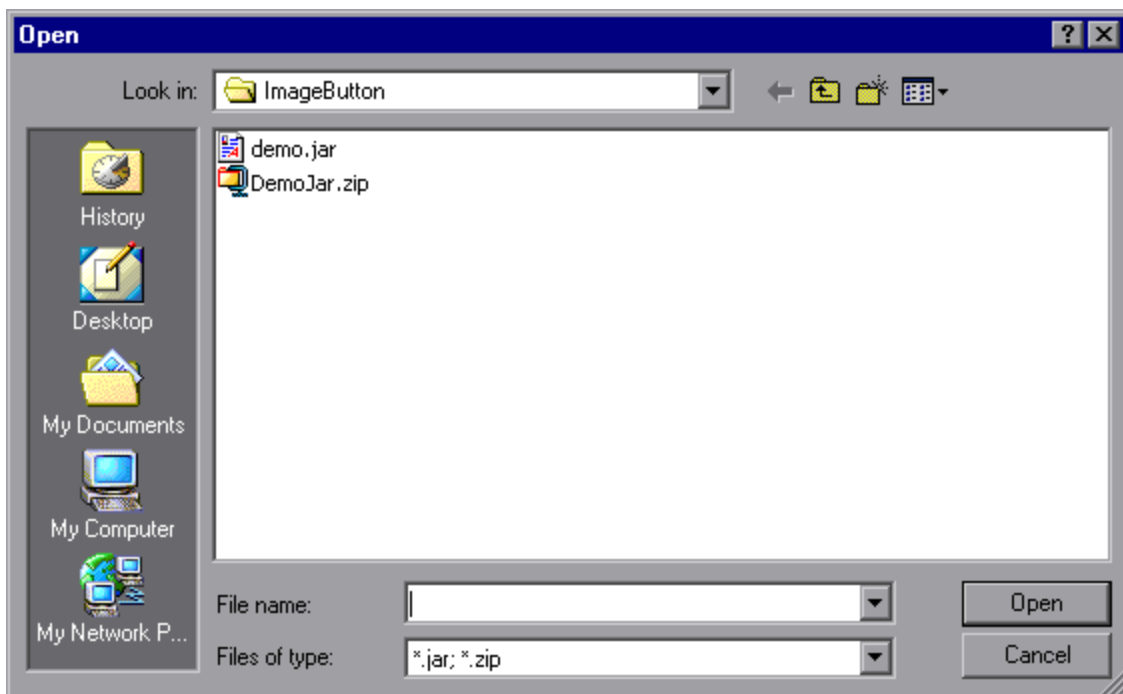 Open
Look in: ImageButton
demo.jar
DemoJar.zip
History
Desktop
My Documents
My Computer
My Network P...
File name: Open
Files of type: *.jar; *.zip Cancel